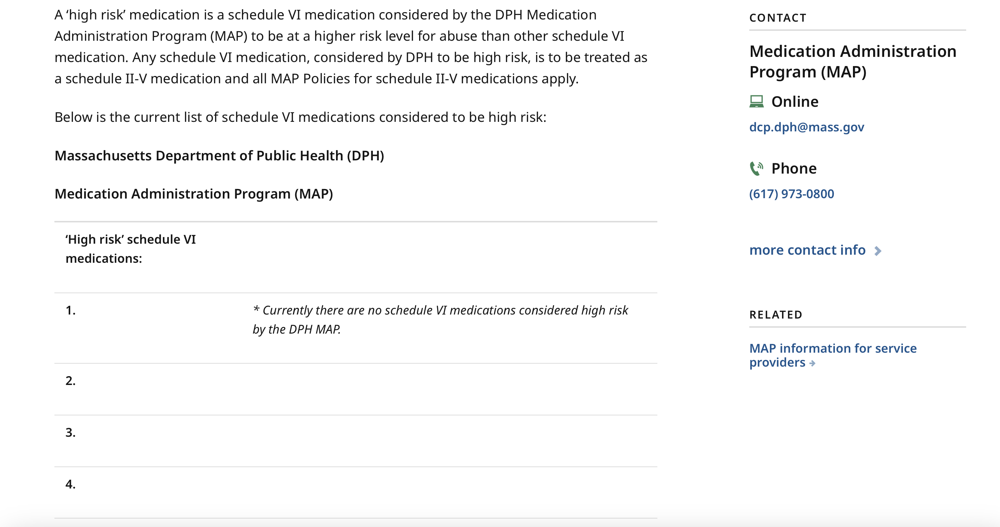 A ‘high risk’ medication is a schedule VI medication considered by the DPH Medication
Administration Program (MAP) to be at a higher risk level for abuse than other schedule VI
medication. Any schedule VI medication, considered by DPH to be high risk, is to be treated as
a schedule II-V medication and all MAP Policies for schedule II-V medications apply.
Below is the current list of schedule VI medications considered to be high risk:
Massachusetts Department of Public Health (DPH)
Medication Administration Program (MAP)
‘High risk’ schedule VI
medications:
1.
* Currently there are no schedule VI medications considered high risk
by the DPH MAP.
2.
3.
4.
CONTACT
Medication Administration
Program (MAP)
Online
dcp.dph@mass.gov
Phone
(617) 973-0800
more contact info
RELATED
MAP information for service
providers